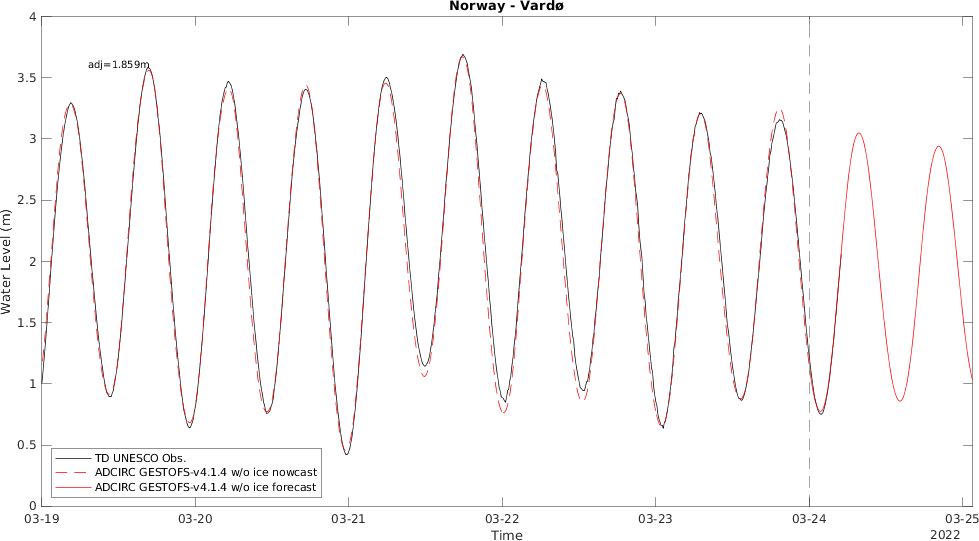 Norway - Vardø
4
3.5
3
2.5
2
1.5
1
0.5
0
Water Level (m)
adj=1.859m
TD UNESCO Obs.
ADCIRC GESTOFS-v4.1.4 w/o ice nowcast
ADCIRC GESTOFS-v4.1.4 w/o ice forecast
03-19 03-20 03-21 03-22 03-23 03-24 03-25
Time
2022